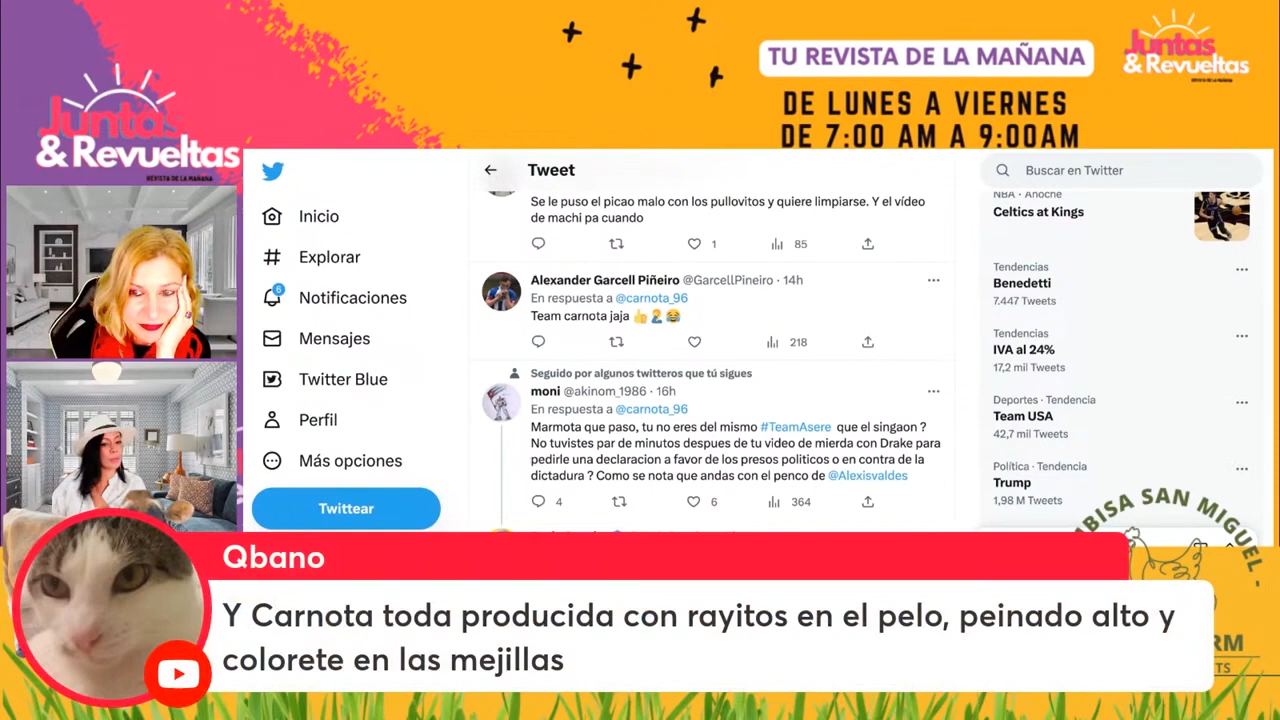 TU REVISTA DE LA MAÑANA
Juntas
& Revueltas
REVISTA DE LA MAÑANA
DE LUNES A VIERNES
DE 7:00 AM A 9:00AM
Juntas
& Revueltas
REVISTA DE LA MAÑANA
Inicio
Explorar
6
Notificaciones
Mensajes
Twitter Blue
Perfil
Más opciones
Twittear
Tweet
Se le puso el picao malo con los pullovitos y quiere limpiarse. Y el vídeo
de machi pa cuando
1 85
Alexander Garcell Piñeiro @GarcellPineiro · 14h
En respuesta a @carnota_96
Team carnota jaja 👍🤦‍♂️😂
218
Seguido por algunos twitteros que tú sigues
moni @akinom_1986 · 16h
En respuesta a @carnota_96
Marmota que paso, tu no eres del mismo #TeamAsere que el singaon ?
No tuvistes par de minutos despues de tu video de mierda con Drake para
pedirle una declaracion a favor de los presos politicos o en contra de la
dictadura ? Como se nota que andas con el penco de @Alexisvaldes
4 6 364
Buscar en Twitter
NBA · Anoche
Celtics at Kings
Tendencias
Benedetti
7.447 Tweets
Tendencias
IVA al 24%
17,2 mil Tweets
Deportes · Tendencia
Team USA
42,7 mil Tweets
Política · Tendencia
Trump
1,98 M Tweets
BISA SAN MIGUEL -
RM
TS
Qbano
Y Carnota toda producida con rayitos en el pelo, peinado alto y
colorete en las mejillas